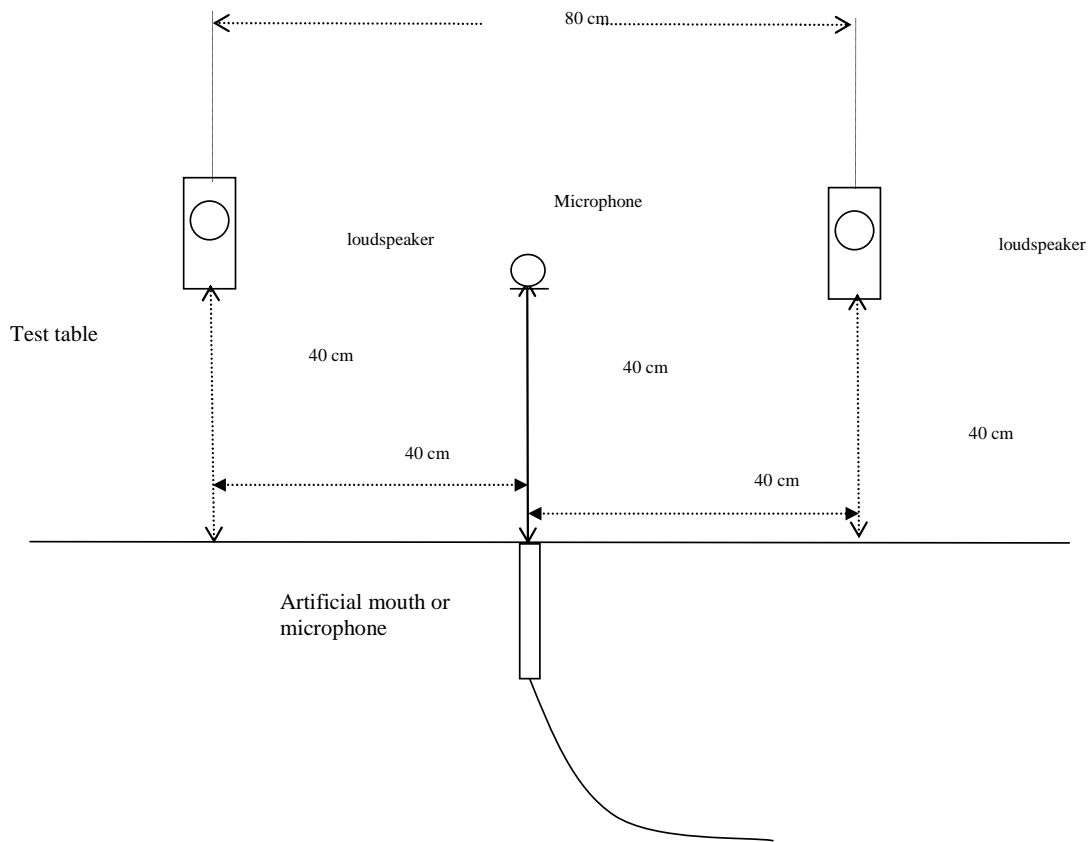 80 cm
Microphone
loudspeaker
loudspeaker
Test table
40 cm
40 cm
40 cm
40 cm
40 cm
Artificial mouth or
microphone